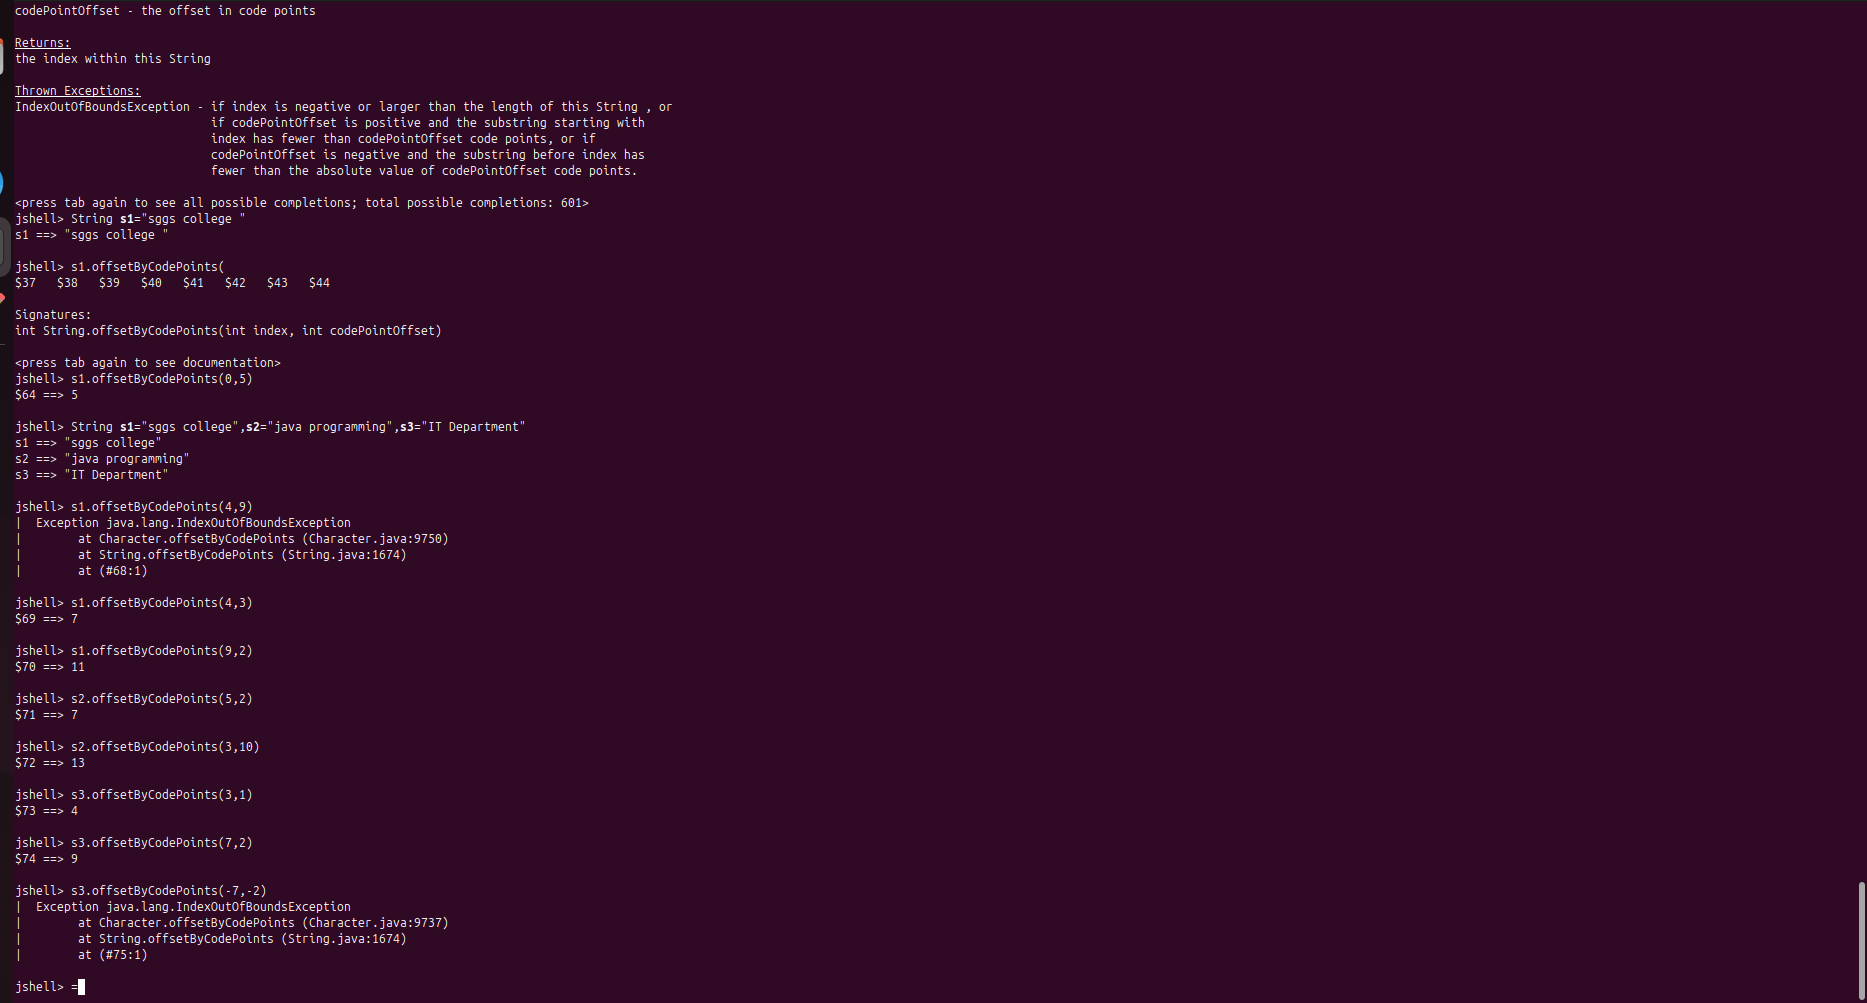 codePointOffset - the offset in code points
Returns:
the index within this String
Thrown Exceptions:
IndexOutOfBoundsException - if index is negative or larger than the length of this String , or
if codePointOffset is positive and the substring starting with
index has fewer than codePointOffset code points, or if
codePointOffset is negative and the substring before index has
fewer than the absolute value of codePointOffset code points.
<press tab again to see all possible completions; total possible completions: 601>
jshell> String s1="sggs college "
s1 ==> "sggs college "
jshell> s1.offsetByCodePoints(
$37   $38   $39   $40   $41   $42   $43   $44
Signatures:
int String.offsetByCodePoints(int index, int codePointOffset)
<press tab again to see documentation>
jshell> s1.offsetByCodePoints(0,5)
$64 ==> 5
jshell> String s1="sggs college",s2="java programming",s3="IT Department"
s1 ==> "sggs college"
s2 ==> "java programming"
s3 ==> "IT Department"
jshell> s1.offsetByCodePoints(4,9)
|  Exception java.lang.IndexOutOfBoundsException
|        at Character.offsetByCodePoints (Character.java:9750)
|        at String.offsetByCodePoints (String.java:1674)
|        at (#68:1)
jshell> s1.offsetByCodePoints(4,3)
$69 ==> 7
jshell> s1.offsetByCodePoints(9,2)
$70 ==> 11
jshell> s2.offsetByCodePoints(5,2)
$71 ==> 7
jshell> s2.offsetByCodePoints(3,10)
$72 ==> 13
jshell> s3.offsetByCodePoints(3,1)
$73 ==> 4
jshell> s3.offsetByCodePoints(7,2)
$74 ==> 9
jshell> s3.offsetByCodePoints(-7,-2)
|  Exception java.lang.IndexOutOfBoundsException
|        at Character.offsetByCodePoints (Character.java:9737)
|        at String.offsetByCodePoints (String.java:1674)
|        at (#75:1)
jshell> =